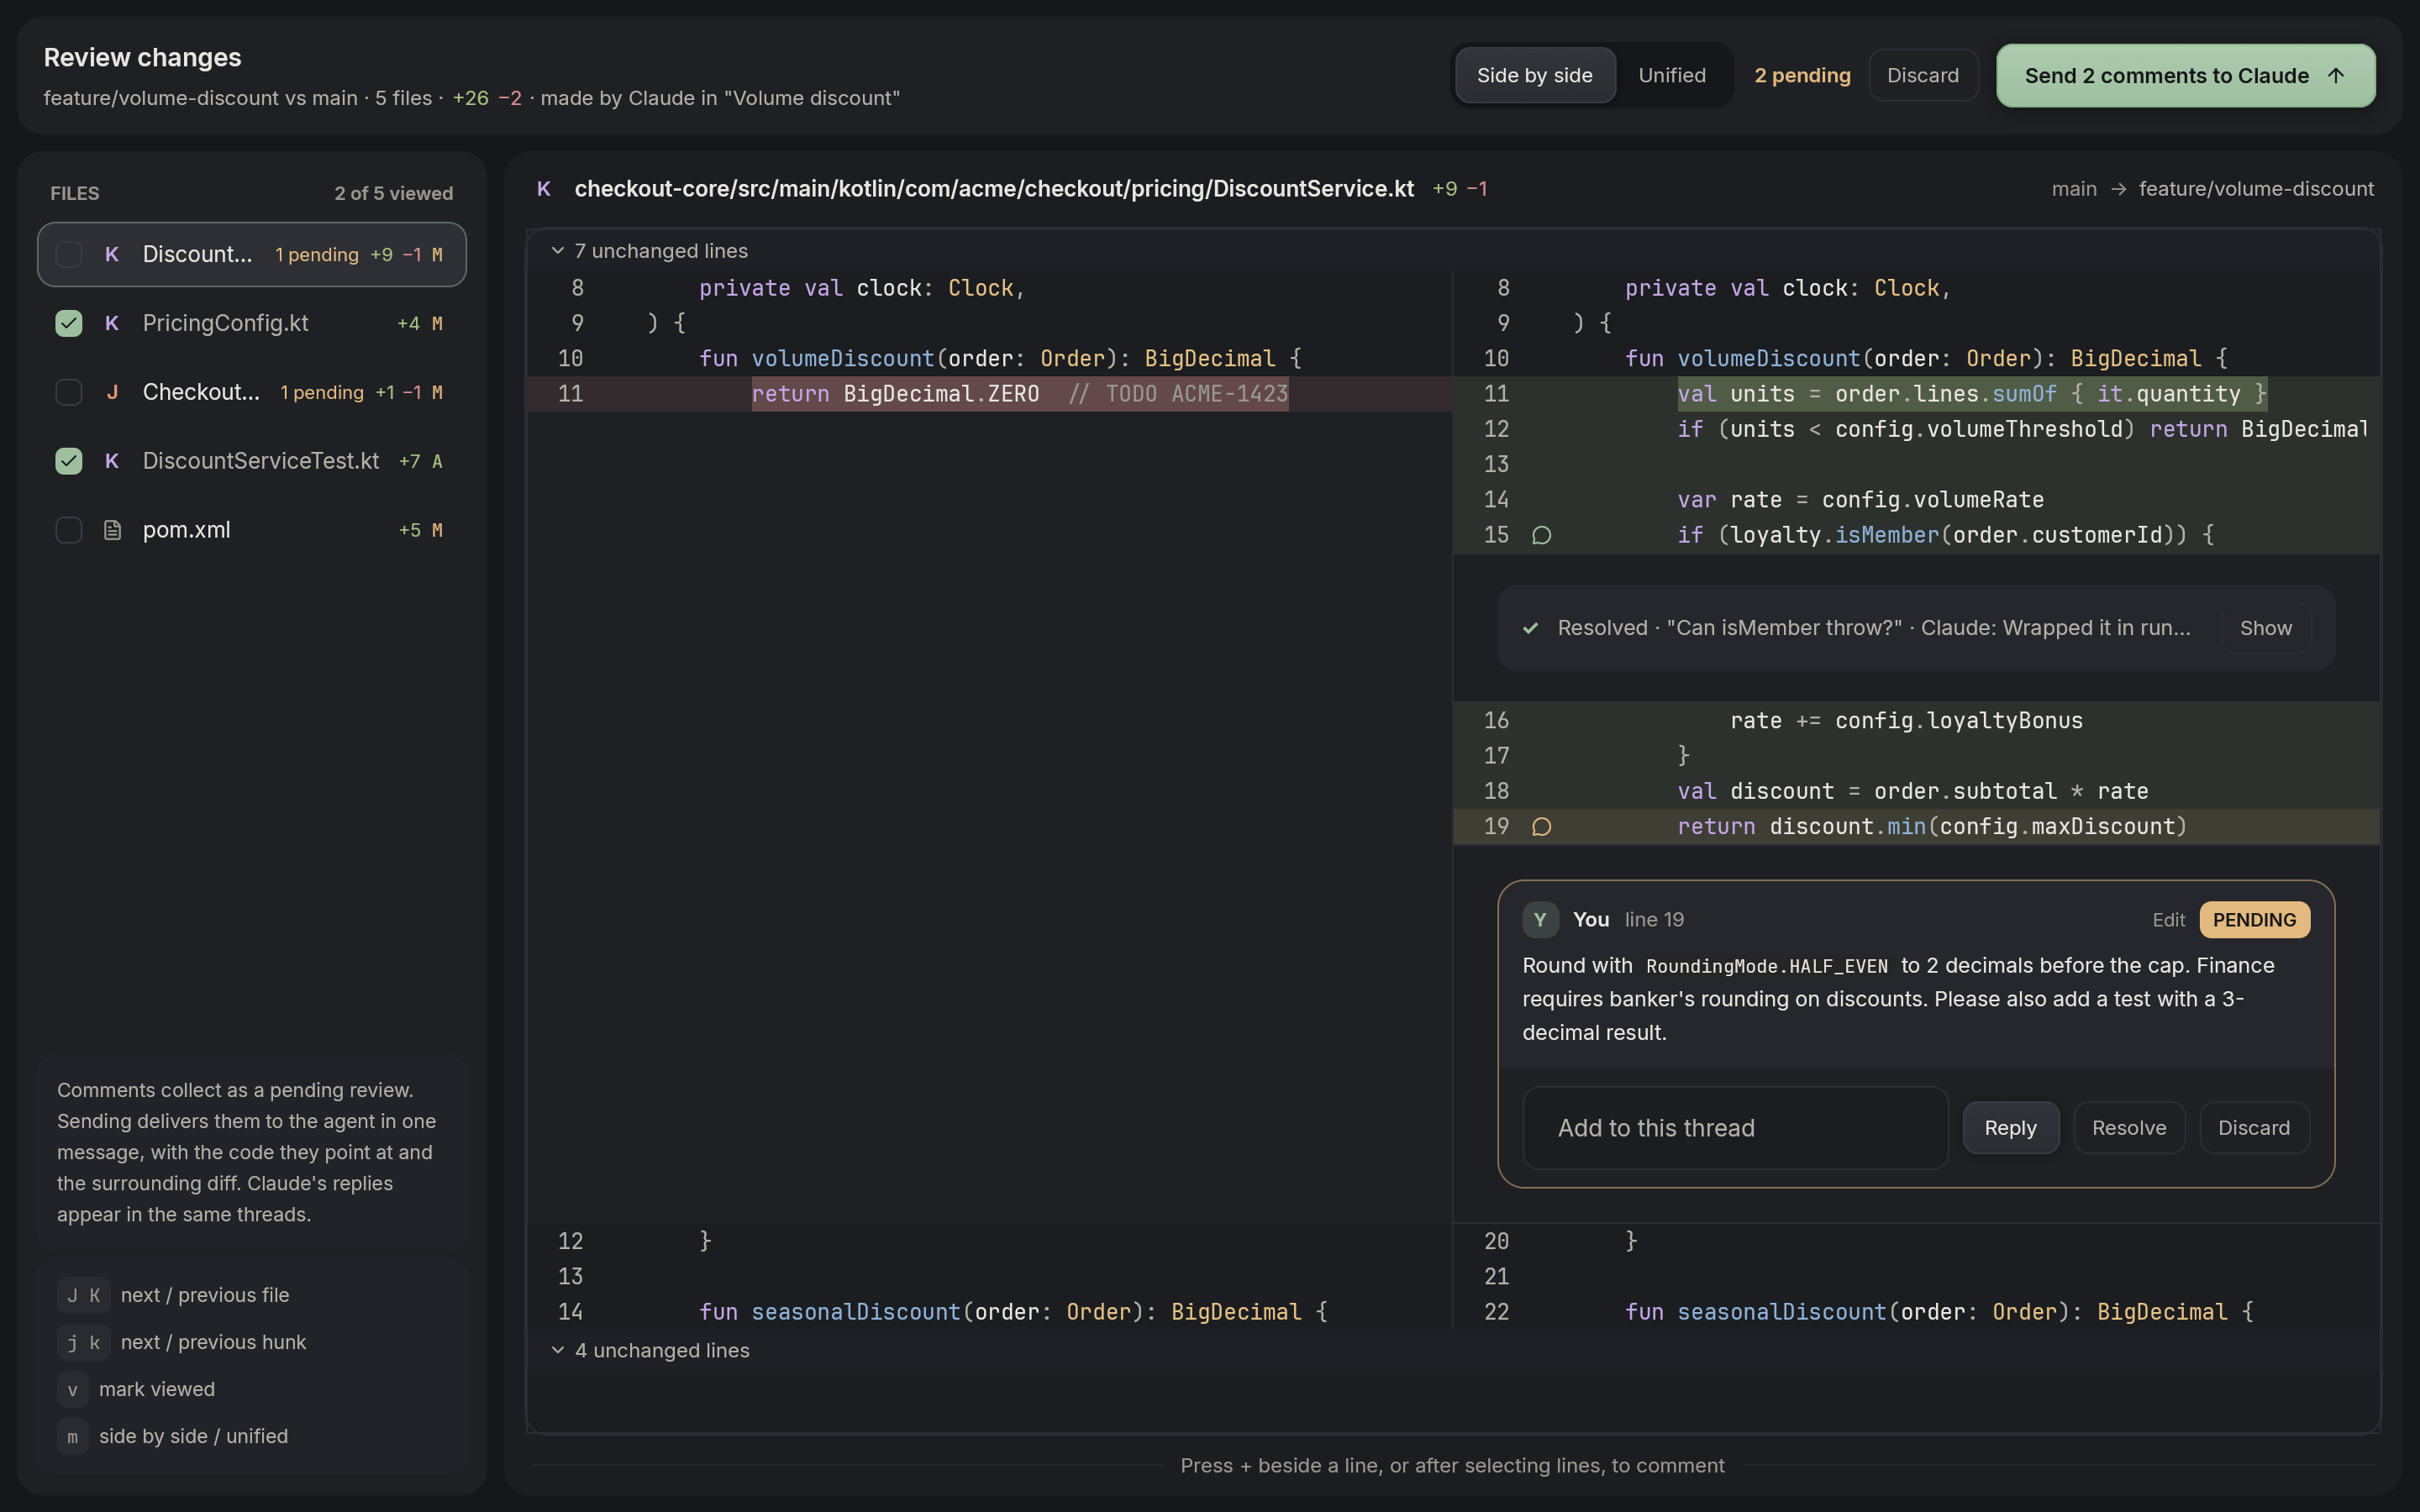 Review changes
feature/volume-discount vs main · 5 files · +26 −2 · made by Claude in "Volume discount"
Side by side
Unified
2 pending
Discard
Send 2 comments to Claude ↑
FILES
2 of 5 viewed
K Discount... 1 pending +9 −1 M
K PricingConfig.kt +4 M
J Checkout... 1 pending +1 −1 M
K DiscountServiceTest.kt +7 A
pom.xml +5 M
Comments collect as a pending review.
Sending delivers them to the agent in one
message, with the code they point at and
the surrounding diff. Claude's replies
appear in the same threads.
J K next / previous file
j k next / previous hunk
v mark viewed
m side by side / unified
K checkout-core/src/main/kotlin/com/acme/checkout/pricing/DiscountService.kt +9 −1
main → feature/volume-discount
7 unchanged lines
8 private val clock: Clock,
9 ) {
10 fun volumeDiscount(order: Order): BigDecimal {
11 return BigDecimal.ZERO // TODO ACME-1423
12 }
13
14 fun seasonalDiscount(order: Order): BigDecimal {
8 private val clock: Clock,
9 ) {
10 fun volumeDiscount(order: Order): BigDecimal {
11 val units = order.lines.sumOf { it.quantity }
12 if (units < config.volumeThreshold) return BigDecimal
13
14 var rate = config.volumeRate
15 if (loyalty.isMember(order.customerId)) {
Resolved · "Can isMember throw?" · Claude: Wrapped it in run...
Show
16 rate += config.loyaltyBonus
17 }
18 val discount = order.subtotal * rate
19 return discount.min(config.maxDiscount)
Y You line 19
Edit PENDING
Round with RoundingMode.HALF_EVEN to 2 decimals before the cap. Finance
requires banker's rounding on discounts. Please also add a test with a 3-
decimal result.
Add to this thread
Reply
Resolve
Discard
20 }
21
22 fun seasonalDiscount(order: Order): BigDecimal {
4 unchanged lines
Press + beside a line, or after selecting lines, to comment